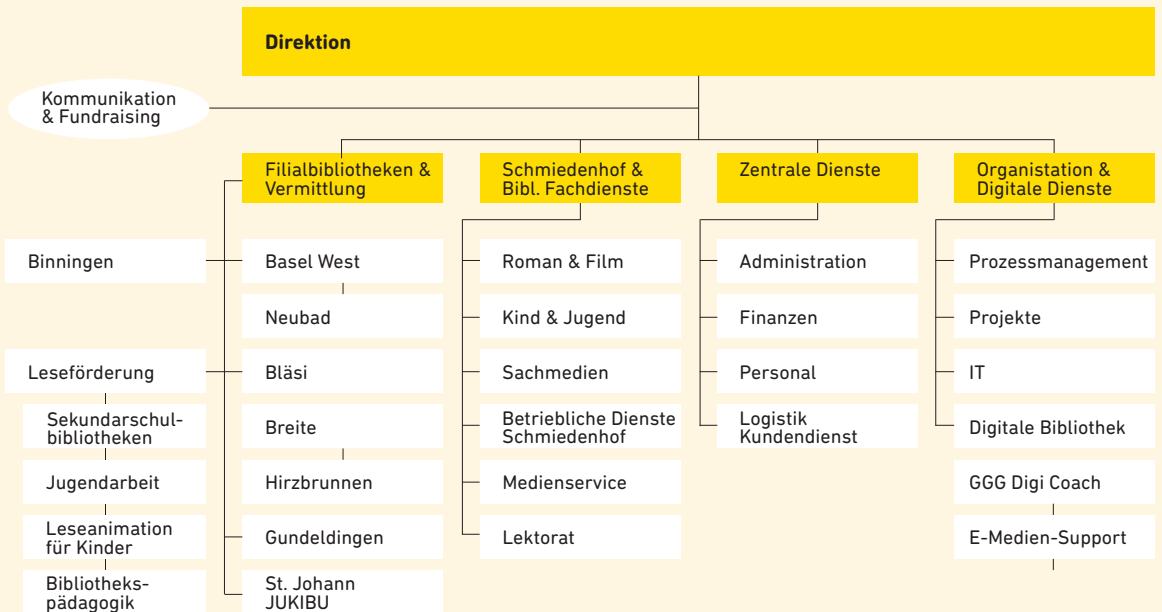 Direktion
Kommunikation
& Fundraising
Filialbibliotheken &
Vermittlung
Schmiedenhof &
Bibl. Fachdienste
Zentrale Dienste
Organistation &
Digitale Dienste
Binningen
Basel West
Roman & Film
Administration
Prozessmanagement
Neubad
Kind & Jugend
Finanzen
Projekte
Leseförderung
Bläsi
Sachmedien
Personal
IT
Sekundarschul-
bibliotheken
Breite
Betriebliche Dienste
Schmiedenhof
Logistik
Kundendienst
Digitale Bibliothek
Jugendarbeit
Hirzbrunnen
Medienservice
GGG Digi Coach
Leseanimation
für Kinder
Gundeldingen
Lektorat
E-Medien-Support
Bibliotheks-
pädagogik
St. Johann
JUKIBU